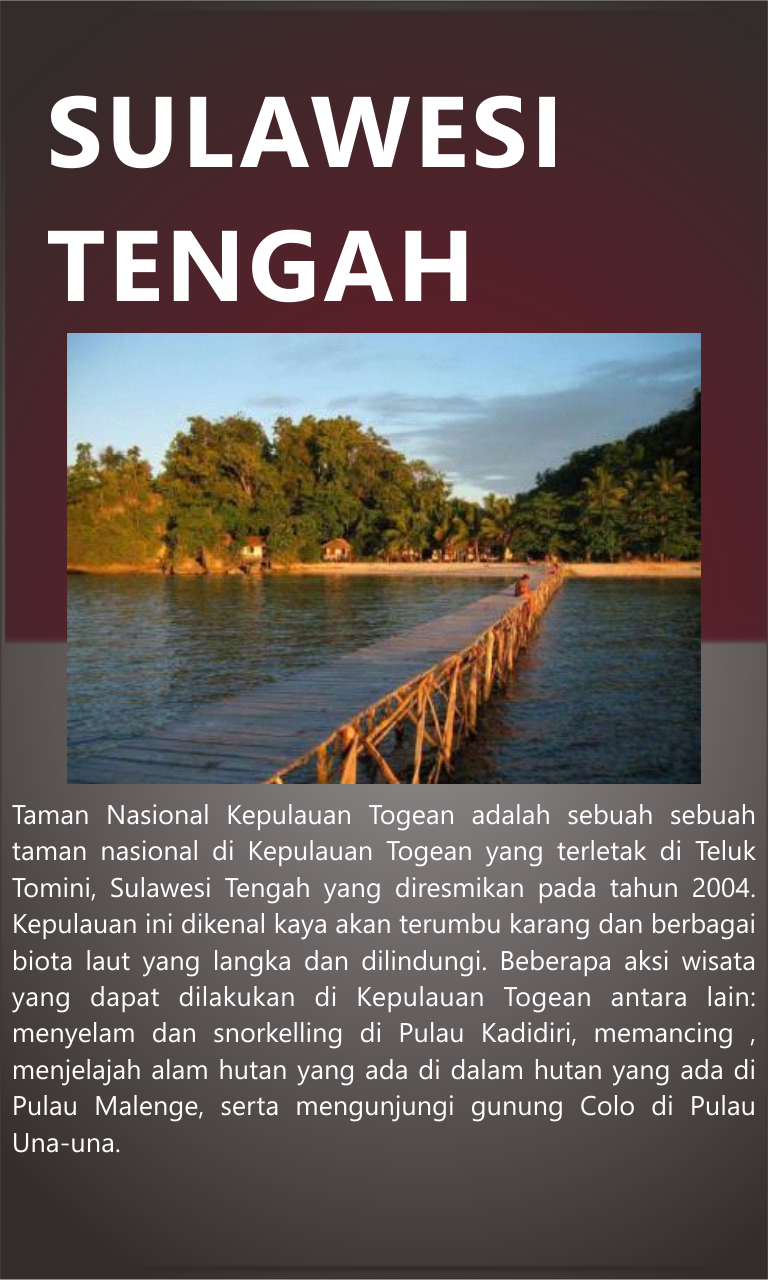 SULAWESI
TENGAH
Taman Nasional Kepulauan Togean adalah sebuah sebuah
taman nasional di Kepulauan Togean yang terletak di Teluk
Tomini, Sulawesi Tengah yang diresmikan pada tahun 2004.
Kepulauan ini dikenal kaya akan terumbu karang dan berbagai
biota laut yang langka dan dilindungi. Beberapa aksi wisata
yang dapat dilakukan di Kepulauan Togean antara lain:
menyelam dan snorkelling di Pulau Kadidiri, memancing ,
menjelajah alam hutan yang ada di dalam hutan yang ada di
Pulau Malenge, serta mengunjungi gunung Colo di Pulau
Una-una.